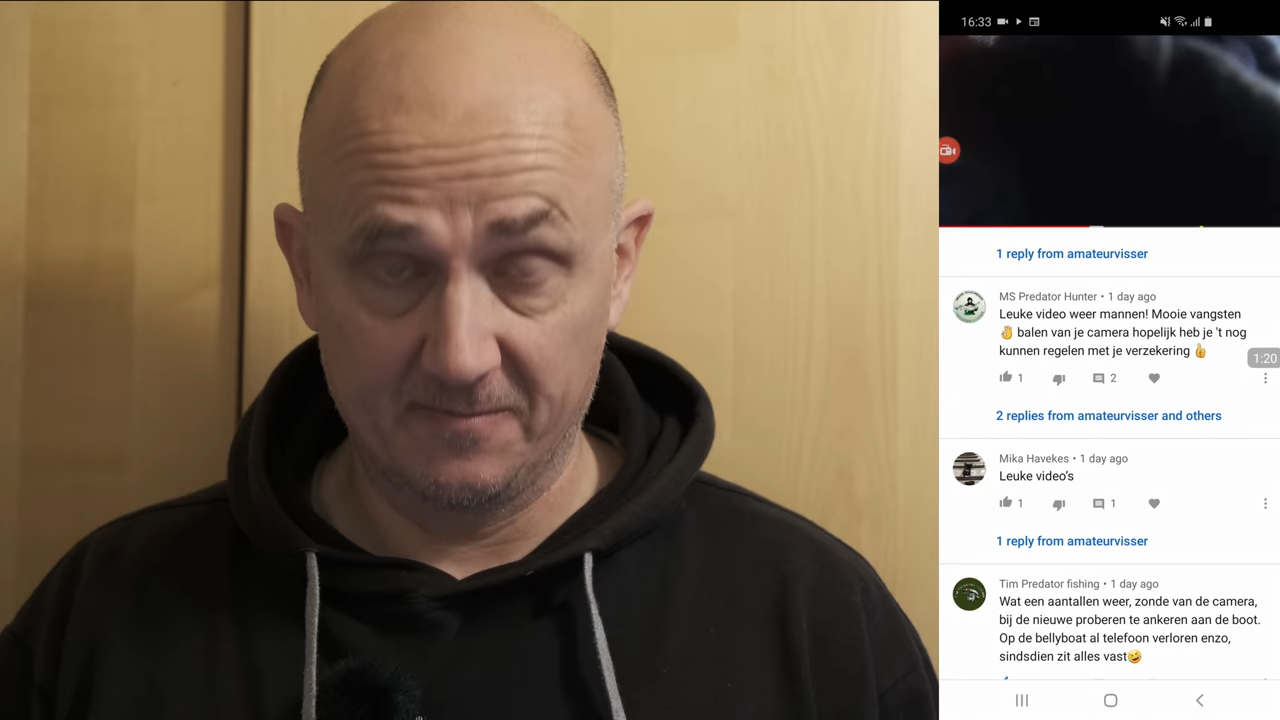 16:33
1 reply from amateurvisser
MS Predator Hunter • 1 day ago
Leuke video weer mannen! Mooie vangsten
👌 balen van je camera hopelijk heb je 't nog
kunnen regelen met je verzekering 👍
1:20
1 2
2 replies from amateurvisser and others
Mika Havekes • 1 day ago
Leuke video's
1 1
1 reply from amateurvisser
Tim Predator fishing • 1 day ago
Wat een aantallen weer, zonde van de camera,
bij de nieuwe proberen te ankeren aan de boot.
Op de bellyboat al telefoon verloren enzo,
sindsdien zit alles vast🤣